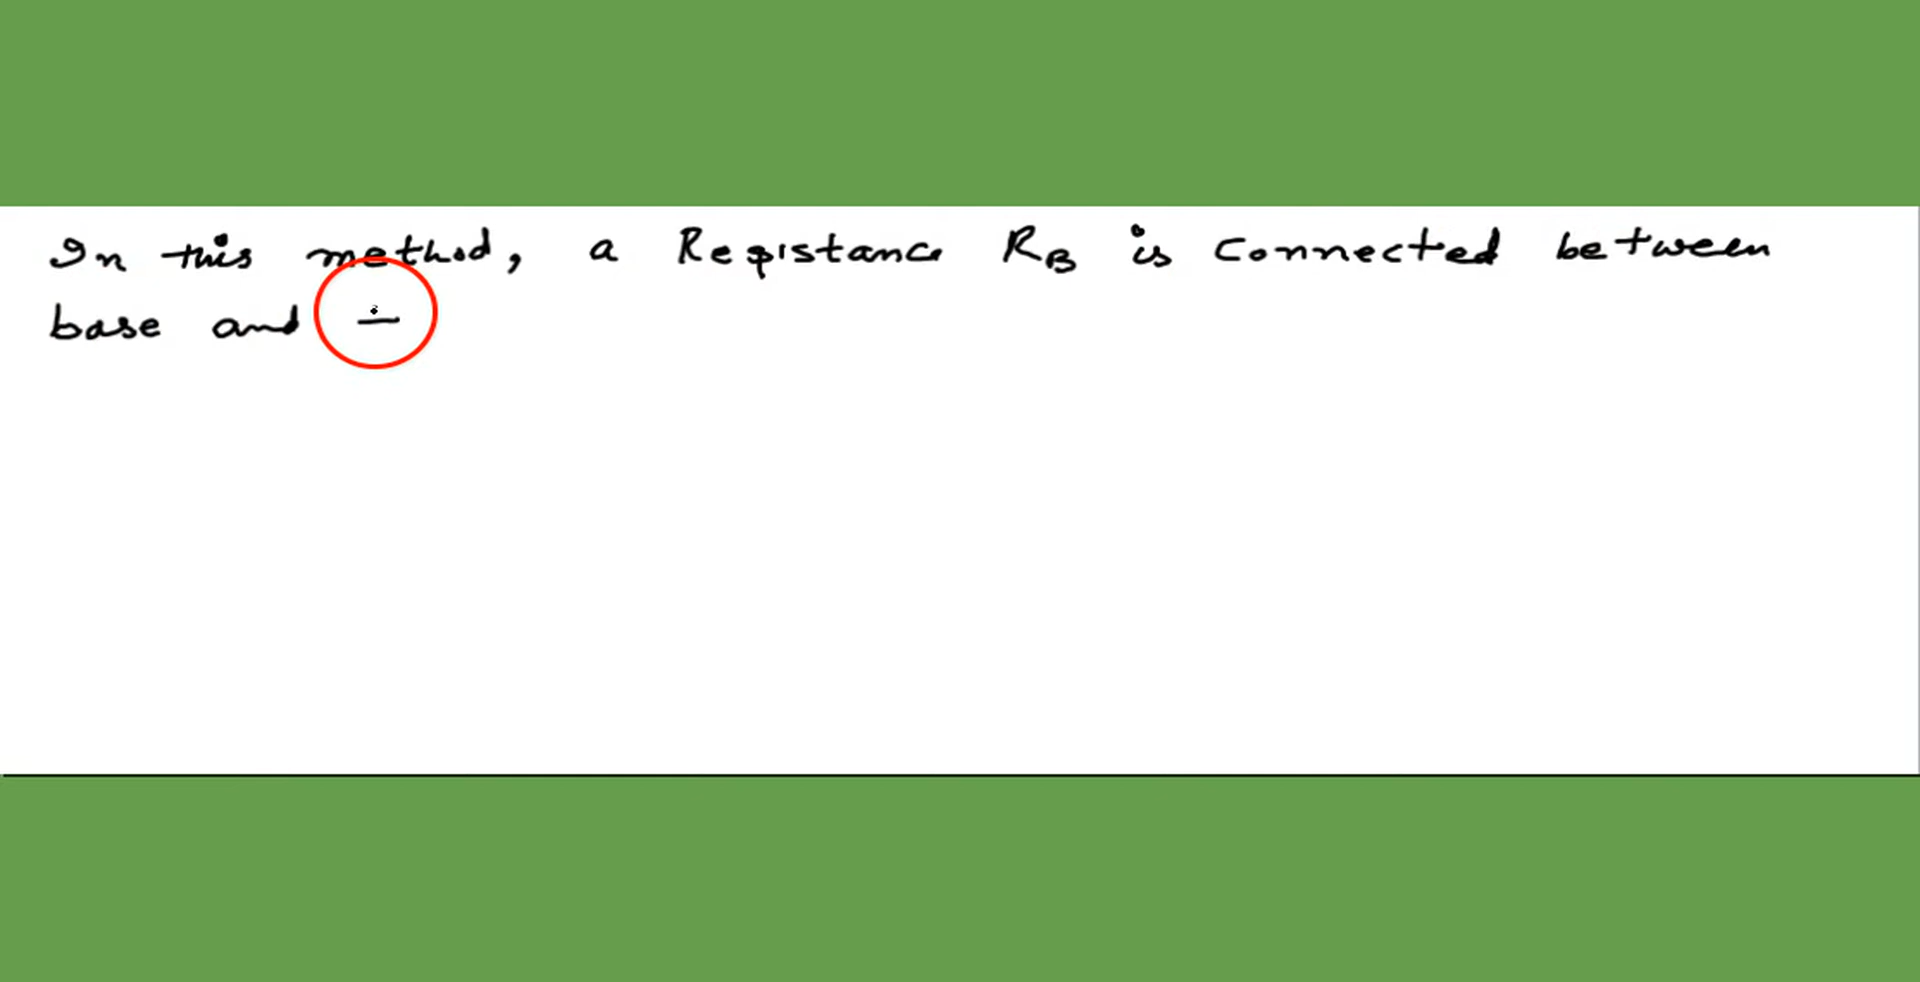 In this method, a Resistance RB is connected between
base and